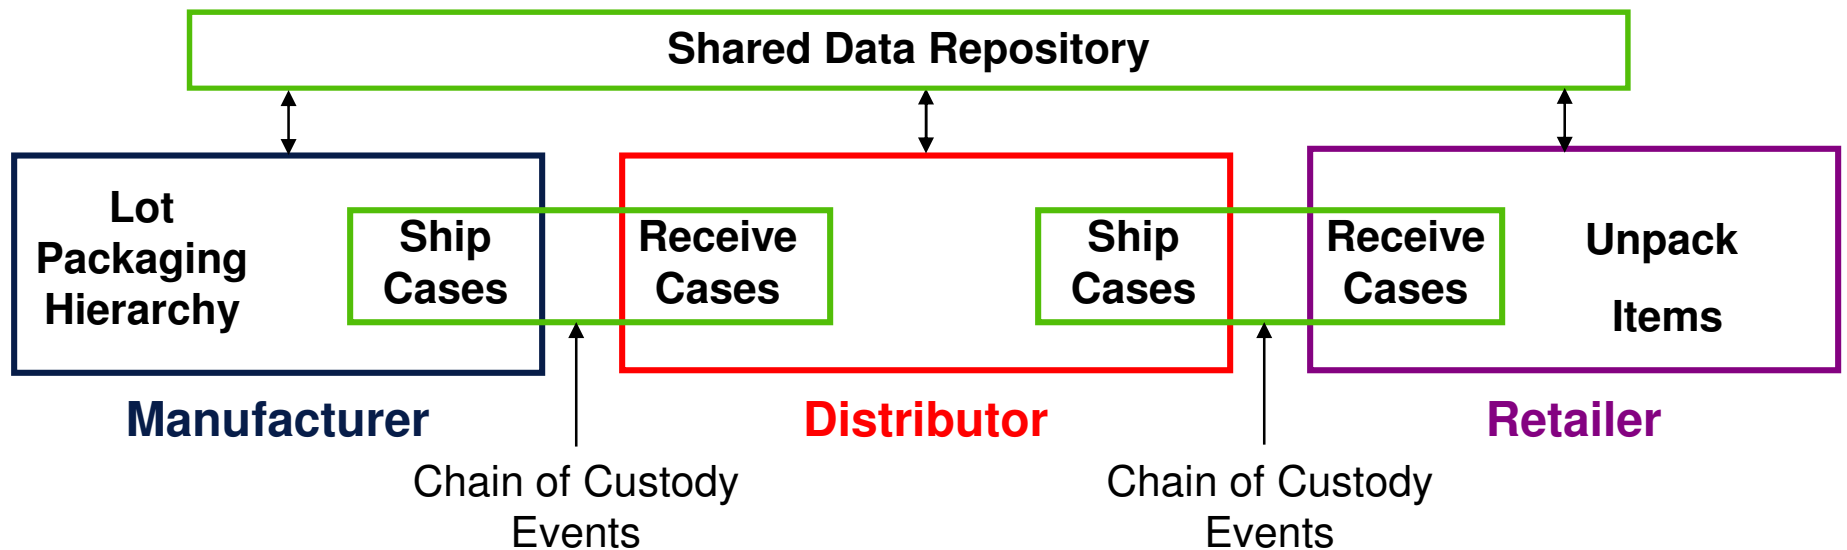 Shared Data Repository
Lot
Packaging
Hierarchy
Ship
Cases
Receive
Cases
Ship
Cases
Receive
Cases
Unpack
Items
Manufacturer
Distributor
Retailer
Chain of Custody
Events
Chain of Custody
Events